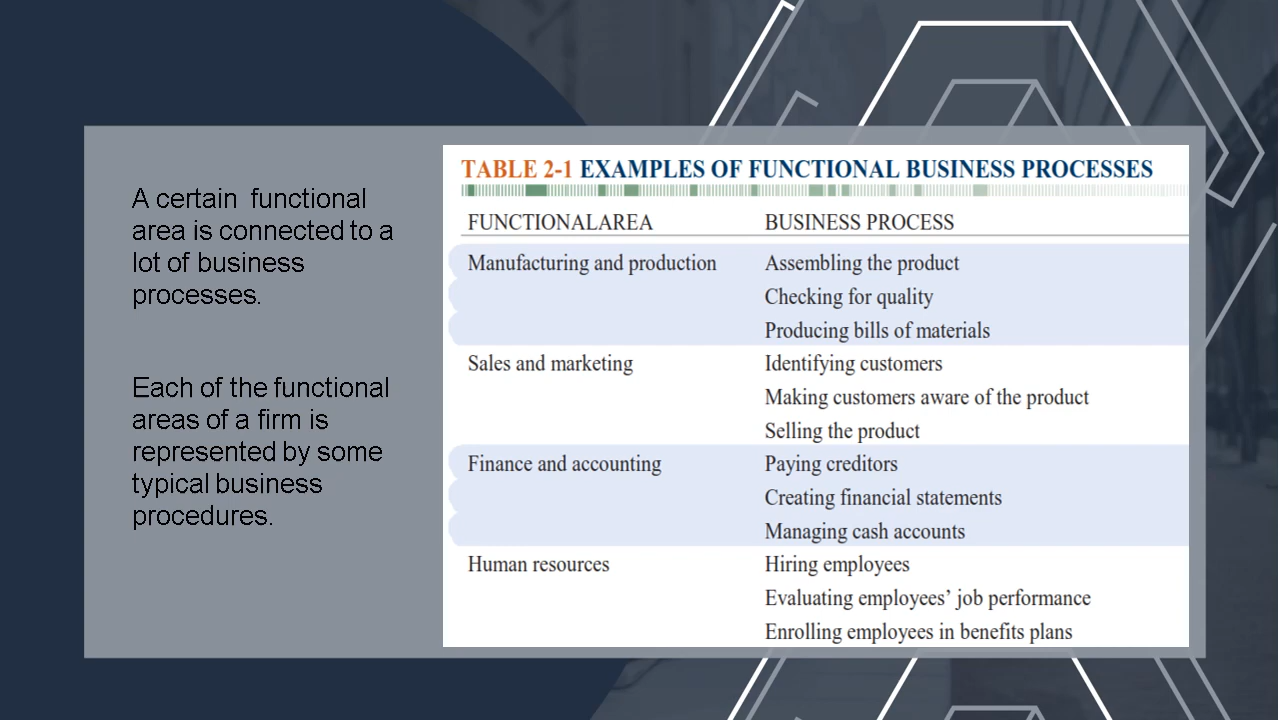 A certain  functional
area is connected to a
lot of business
processes.
Each of the functional
areas of a firm is
represented by some
typical business
procedures.
TABLE 2-1 EXAMPLES OF FUNCTIONAL BUSINESS PROCESSES
FUNCTIONALAREA BUSINESS PROCESS
Manufacturing and production Assembling the product
Checking for quality
Producing bills of materials
Sales and marketing Identifying customers
Making customers aware of the product
Selling the product
Finance and accounting Paying creditors
Creating financial statements
Managing cash accounts
Human resources Hiring employees
Evaluating employees’ job performance
Enrolling employees in benefits plans